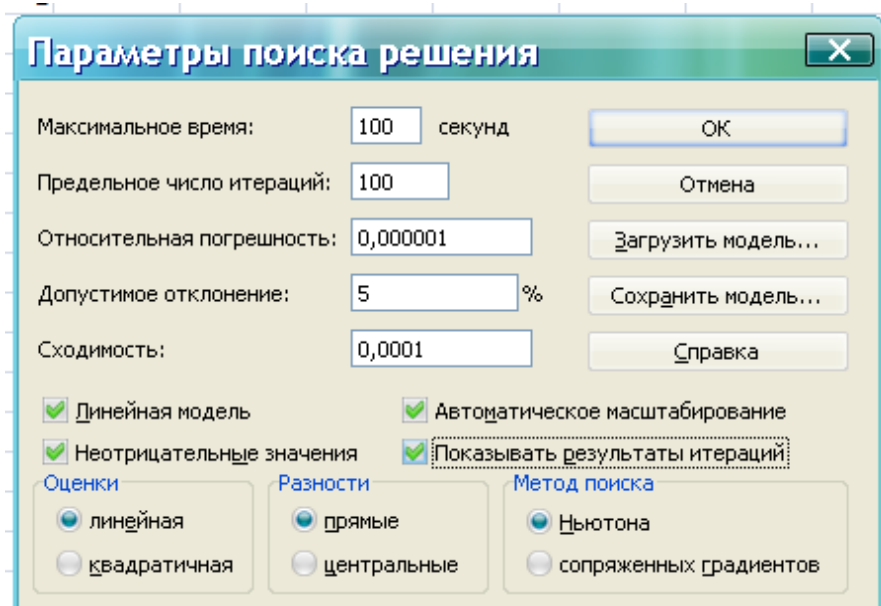 Параметры поиска решения
Максимальное время: 100 секунд ОК
Предельное число итераций: 100 Отмена
Относительная погрешность: 0,000001 Загрузить модель...
Допустимое отклонение: 5 % Сохранить модель...
Сходимость: 0,0001 Справка
Линейная модель Автоматическое масштабирование
Неотрицательные значения Показывать результаты итераций
Оценки Разности Метод поиска
линейная прямые Ньютона
квадратичная центральные сопряженных градиентов